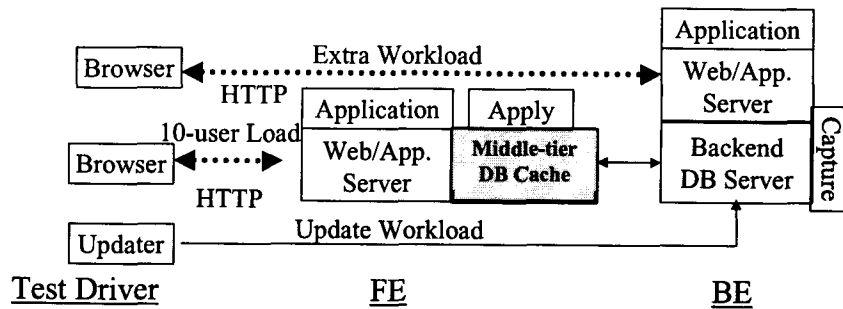 Application
Extra Workload
Browser
Web/App.
Server
HTTP
Application
Apply
10-user Load
Browser
Web/App.
Server
Middle-tier
DB Cache
Backend
DB Server
Capture
HTTP
Updater
Update Workload
Test Driver
FE
BE